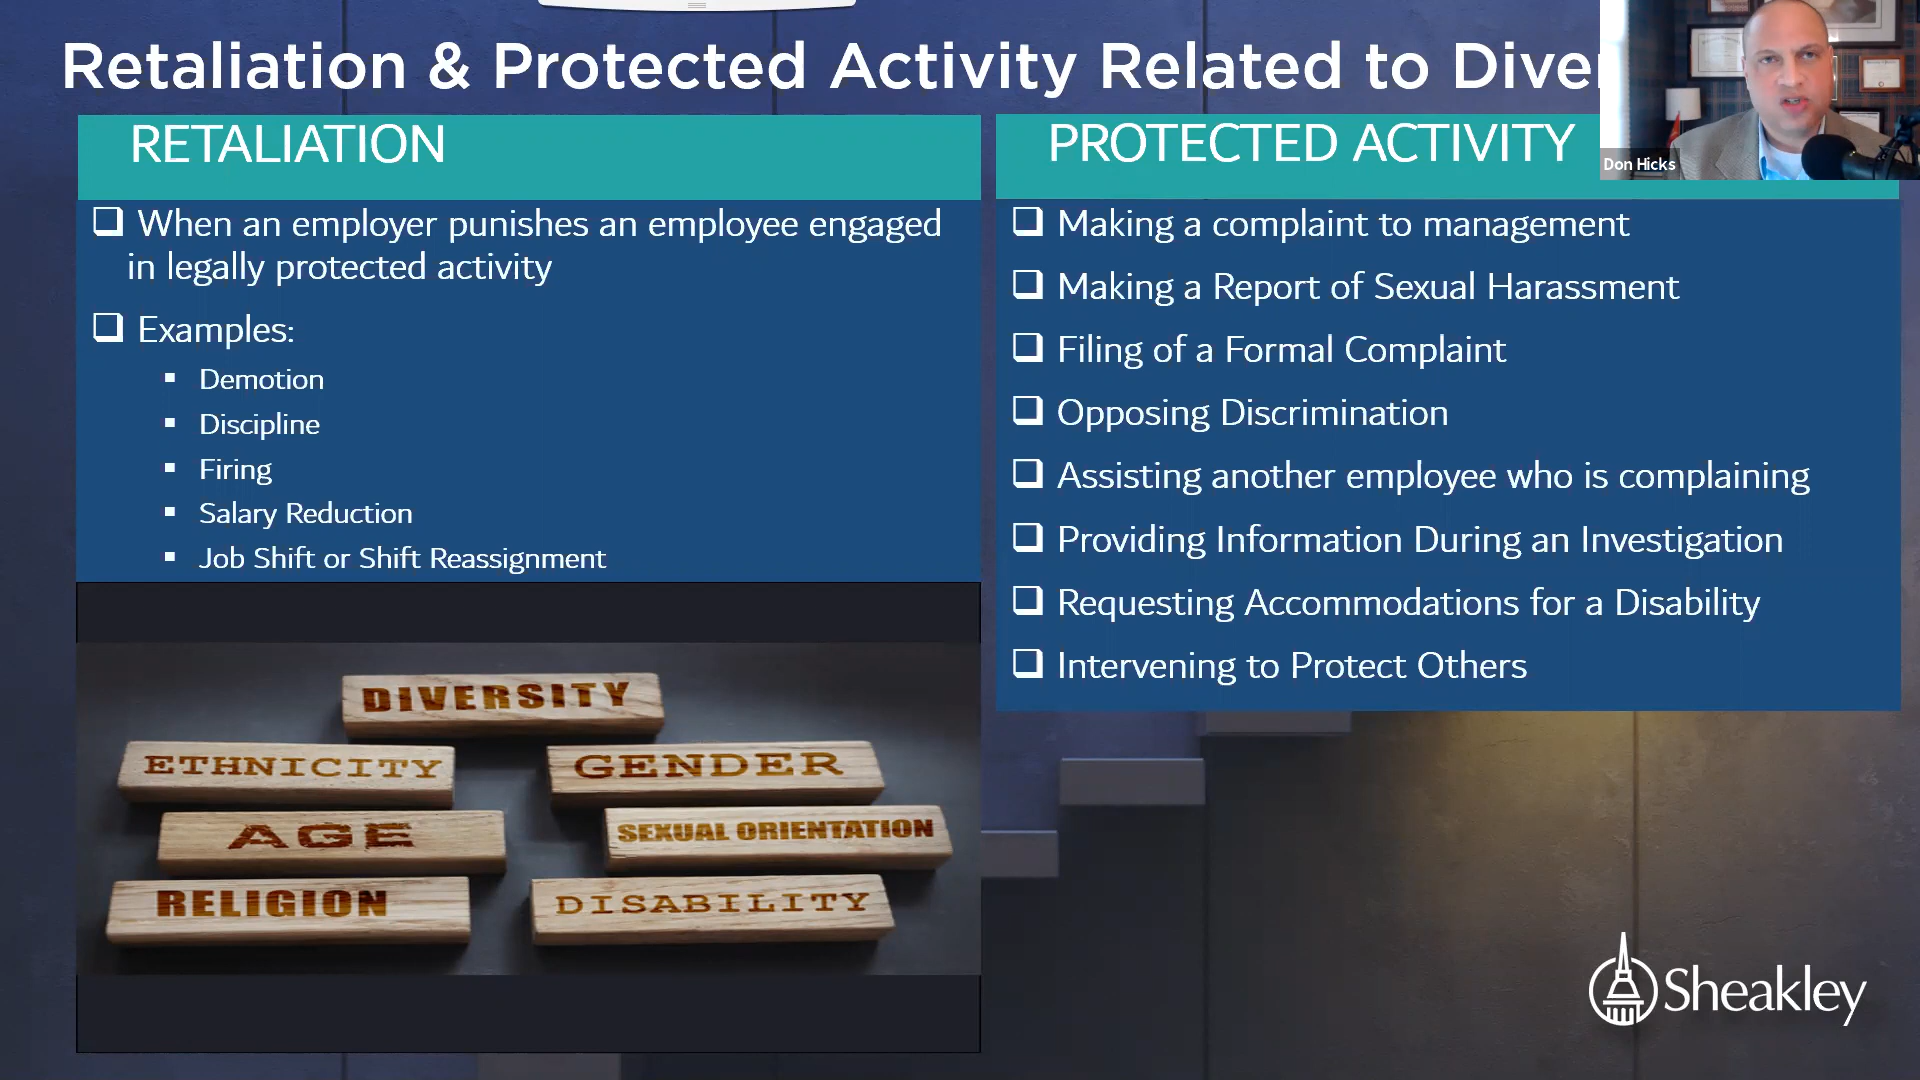 Retaliation & Protected Activity Related to Diver
Don Hicks
RETALIATION
When an employer punishes an employee engaged
in legally protected activity
Examples:
Demotion
Discipline
Firing
Salary Reduction
Job Shift or Shift Reassignment
PROTECTED ACTIVITY
Making a complaint to management
Making a Report of Sexual Harassment
Filing of a Formal Complaint
Opposing Discrimination
Assisting another employee who is complaining
Providing Information During an Investigation
Requesting Accommodations for a Disability
Intervening to Protect Others
DIVERSITY
ETHNICITY
GENDER
AGE
SEXUAL ORIENTATION
RELIGION
DISABILITY
Sheakley